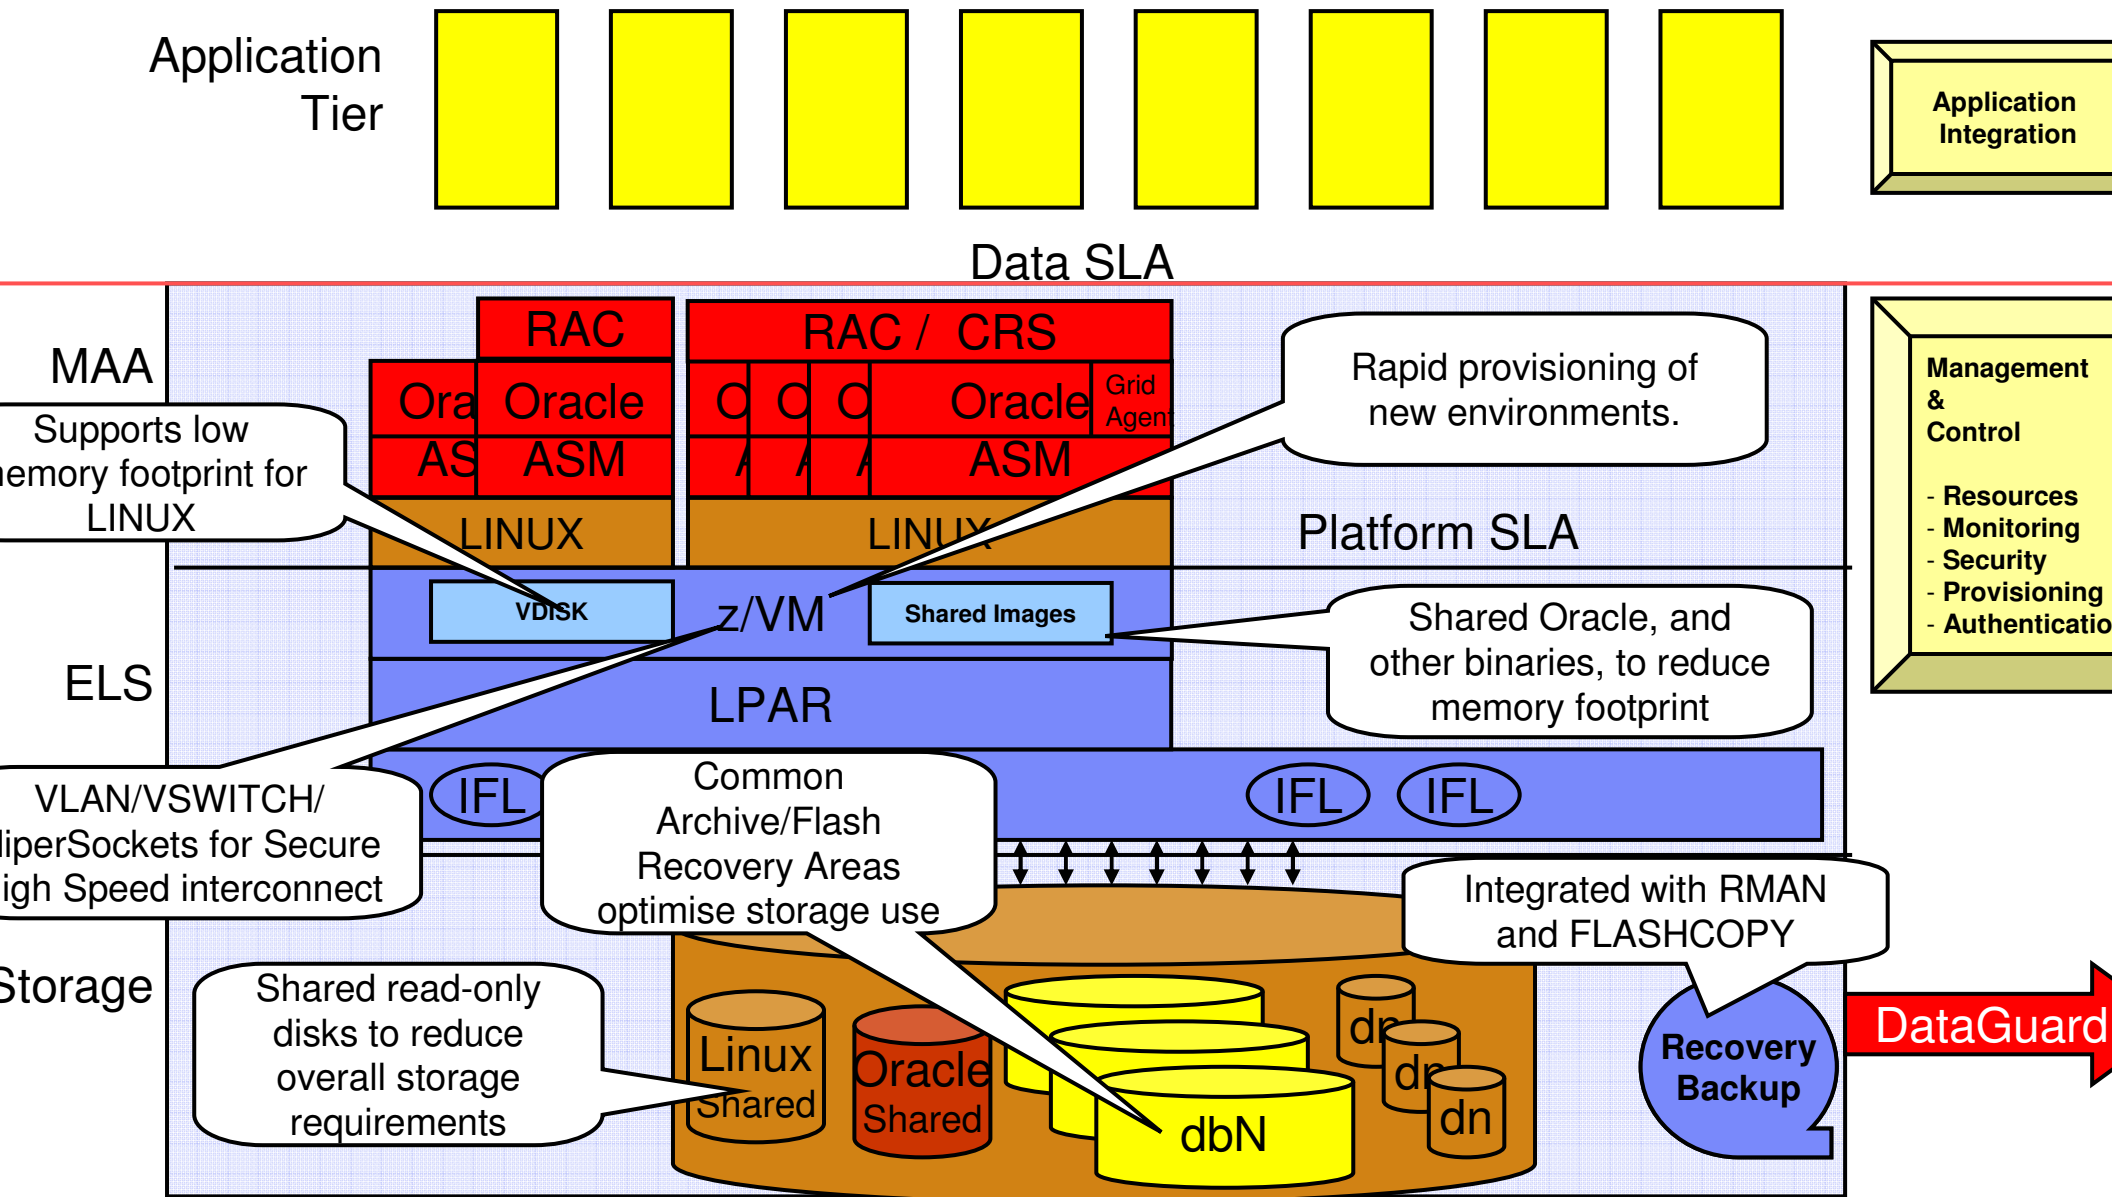 Application
Tier
Application
Integration
Data SLA
MAA
RAC
RAC / CRS
Ora
Oracle
O
O
O
Oracle
Grid
Agent
AS
ASM
ASM
LINUX
LINUX
Supports low
emory footprint for
LINUX
Rapid provisioning of
new environments.
Management
&
Control
- Resources
- Monitoring
- Security
- Provisioning
- Authenticatio
Platform SLA
ELS
VDISK
z/VM
Shared Images
Shared Oracle, and
other binaries, to reduce
memory footprint
LPAR
IFL
IFL
IFL
VLAN/VSWITCH/
iperSockets for Secure
igh Speed interconnect
Common
Archive/Flash
Recovery Areas
optimise storage use
Integrated with RMAN
and FLASHCOPY
Storage
Shared read-only
disks to reduce
overall storage
requirements
Linux
Shared
Oracle
Shared
dbN
dn
dn
dn
Recovery
Backup
DataGuard